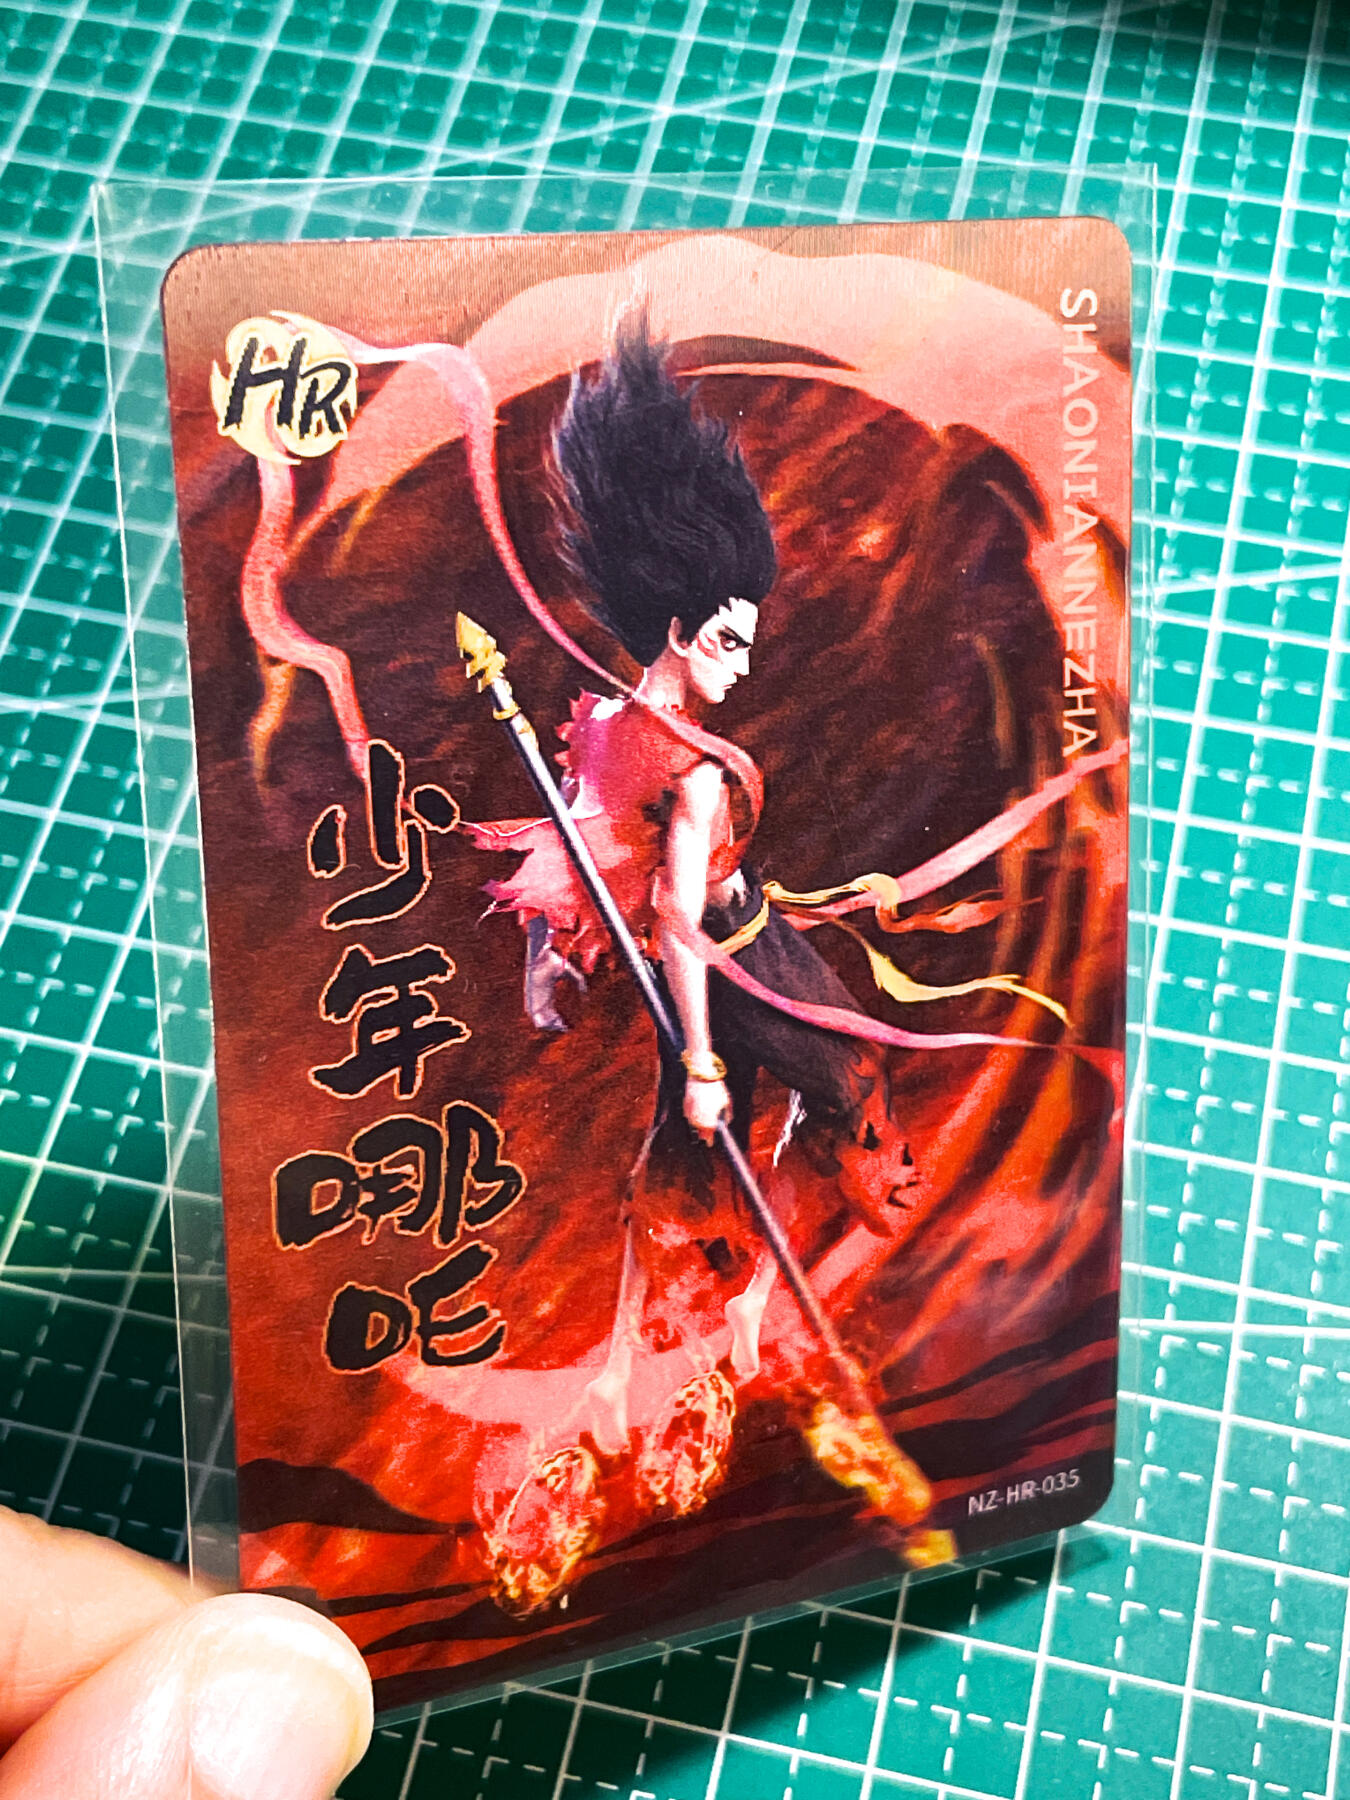 HR
SHAONIANNEZHA
少年哪吒
NZ-HR-035